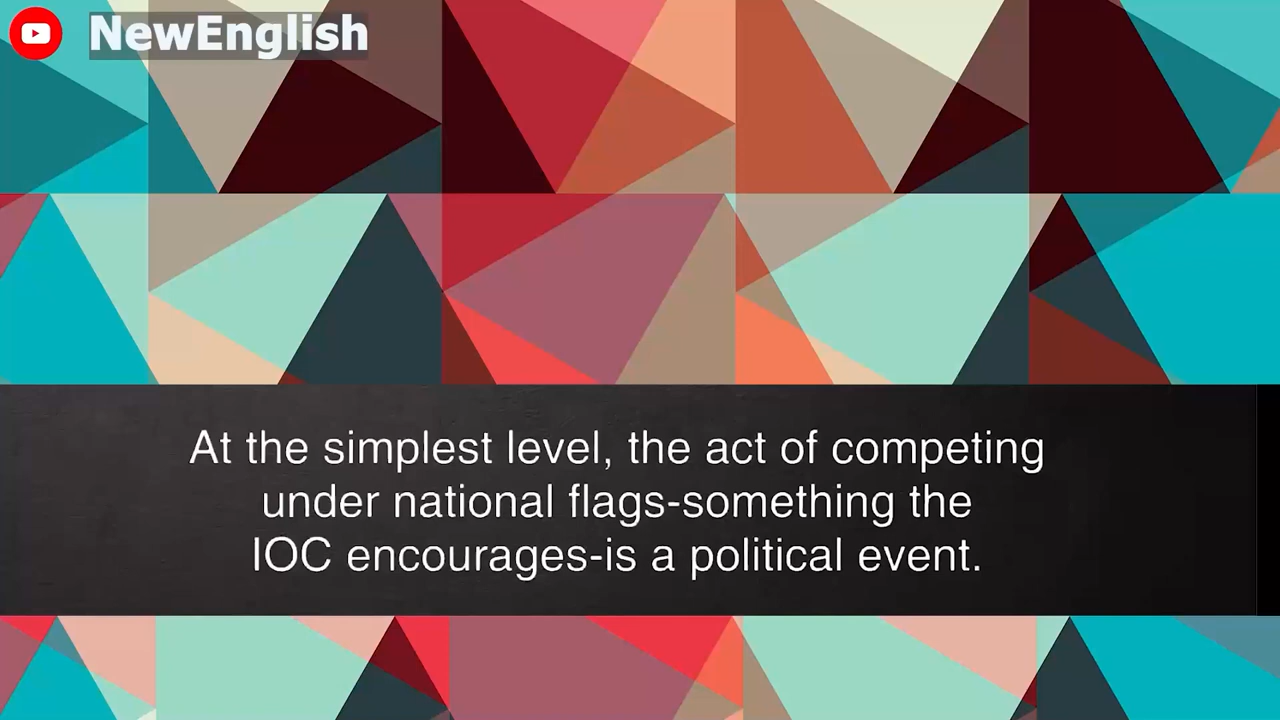 NewEnglish
At the simplest level, the act of competing
under national flags-something the
IOC encourages-is a political event.